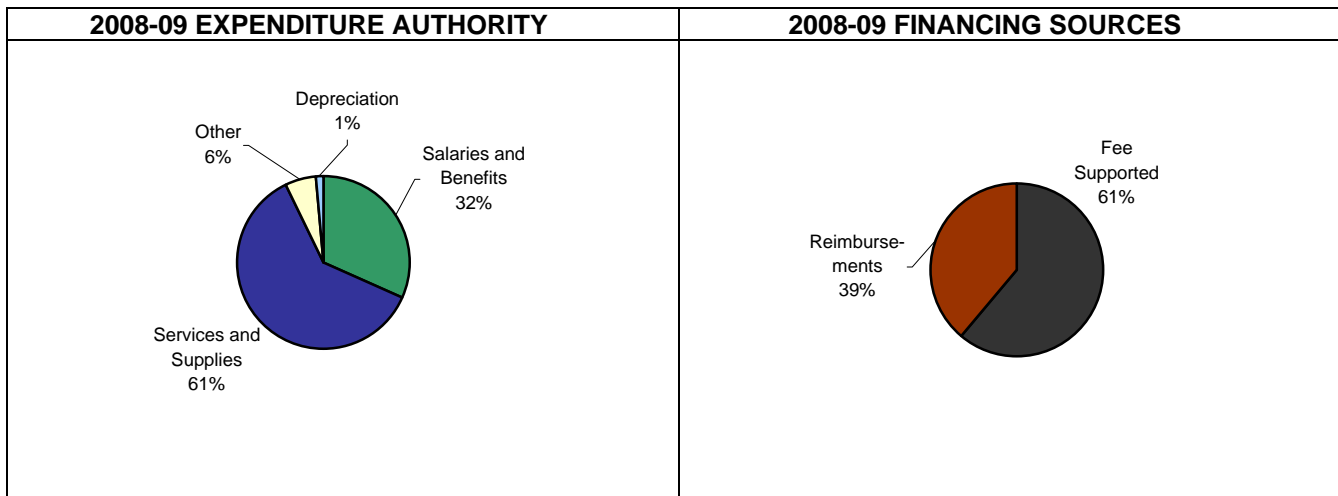 2008-09 EXPENDITURE AUTHORITY
Depreciation
1%
Other
6%
Salaries and
Benefits
32%
Services and
Supplies
61%
2008-09 FINANCING SOURCES
Fee
Supported
61%
Reimburse-
ments
39%